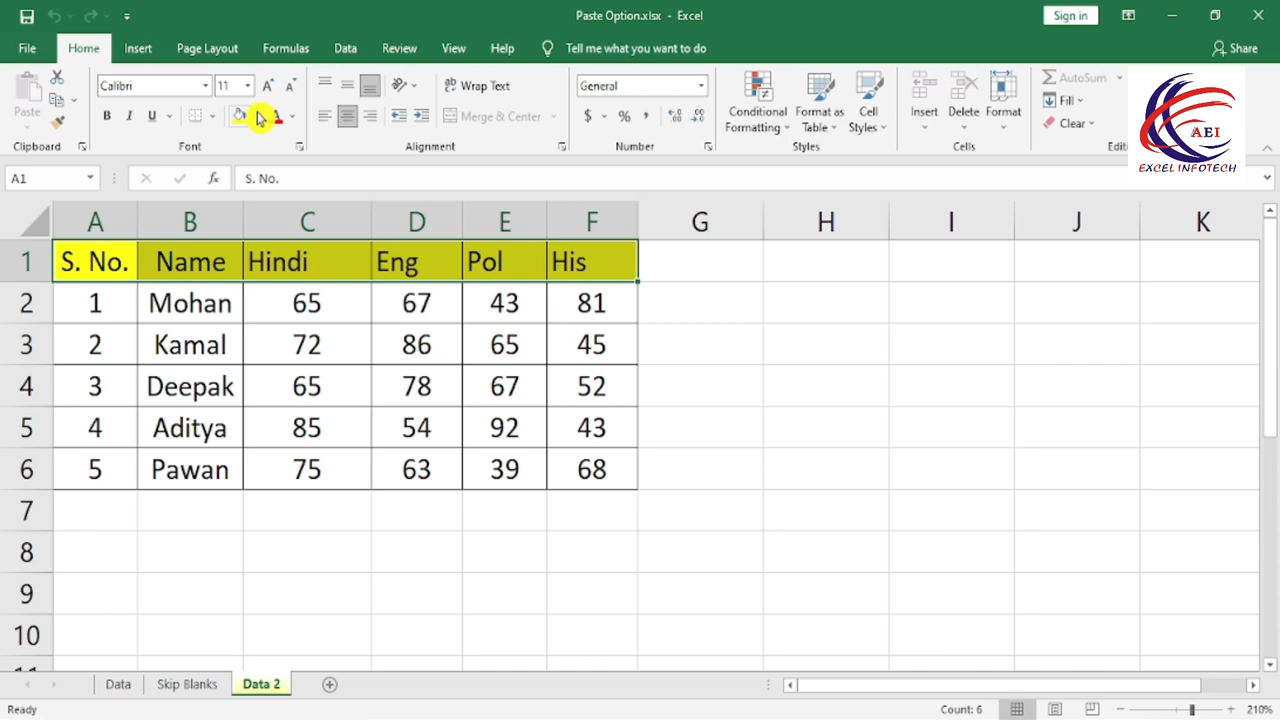 Paste Option.xlsx - Excel
Sign in
File Home Insert Page Layout Formulas Data Review View Help Tell me what you want to do Share
Paste
Calibri 11
B I U
Wrap Text
Merge & Center
General
$ % ,
Conditional Formatting
Format as Table
Cell Styles
Insert
Delete
Format
AutoSum
Fill
Clear
Clipboard Font Alignment Number Styles Cells
AEI
EXCEL INFOTECH
A1 fx S. No.
A B C D E F G H I J K
1 S. No. Name Hindi Eng Pol His
2 1 Mohan 65 67 43 81
3 2 Kamal 72 86 65 45
4 3 Deepak 65 78 67 52
5 4 Aditya 85 54 92 43
6 5 Pawan 75 63 39 68
7
8
9
10
Data Skip Blanks Data 2
Ready Count: 6 210%